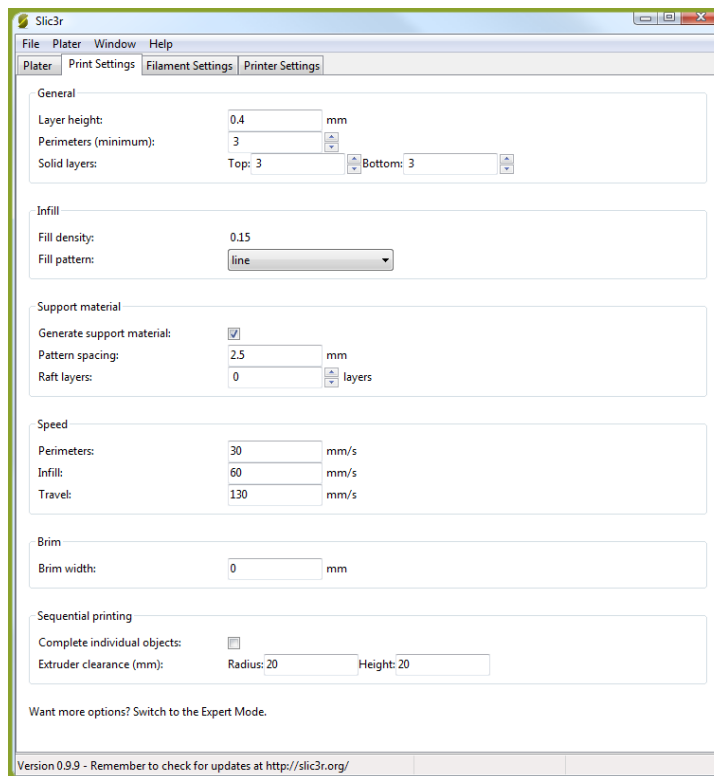 Slic3r
File Plater Window Help
Plater Print Settings Filament Settings Printer Settings
General
Layer height: 0.4 mm
Perimeters (minimum): 3
Solid layers: Top: 3 Bottom: 3
Infill
Fill density: 0.15
Fill pattern: line
Support material
Generate support material:
Pattern spacing: 2.5 mm
Raft layers: 0 layers
Speed
Perimeters: 30 mm/s
Infill: 60 mm/s
Travel: 130 mm/s
Brim
Brim width: 0 mm
Sequential printing
Complete individual objects:
Extruder clearance (mm): Radius: 20 Height: 20
Want more options? Switch to the Expert Mode.
Version 0.9.9 - Remember to check for updates at http://slic3r.org/